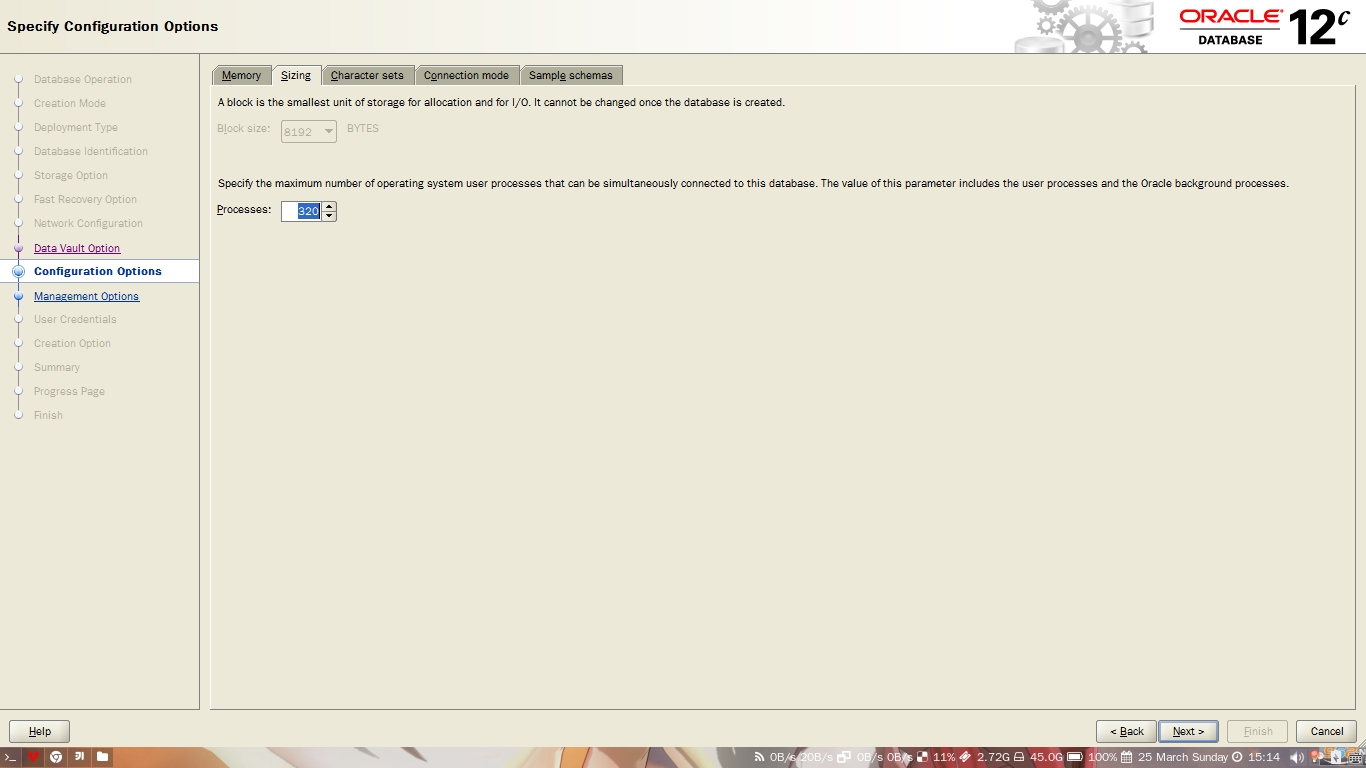 Specify Configuration Options
ORACLE
DATABASE
12c
Database Operation
Creation Mode
Deployment Type
Database Identification
Storage Option
Fast Recovery Option
Network Configuration
Data Vault Option
Configuration Options
Management Options
User Credentials
Creation Option
Summary
Progress Page
Finish
Memory Sizing Character sets Connection mode Sample schemas
A block is the smallest unit of storage for allocation and for I/O. It cannot be changed once the database is created.
Block size: 8192 BYTES
Specify the maximum number of operating system user processes that can be simultaneously connected to this database. The value of this parameter includes the user processes and the Oracle background processes.
Processes: 320
Help < Back Next > Finish Cancel
0B/s 20B/s 0B/s 0B/s 11% 2.72G 45.0G 100% 25 March Sunday 15:14